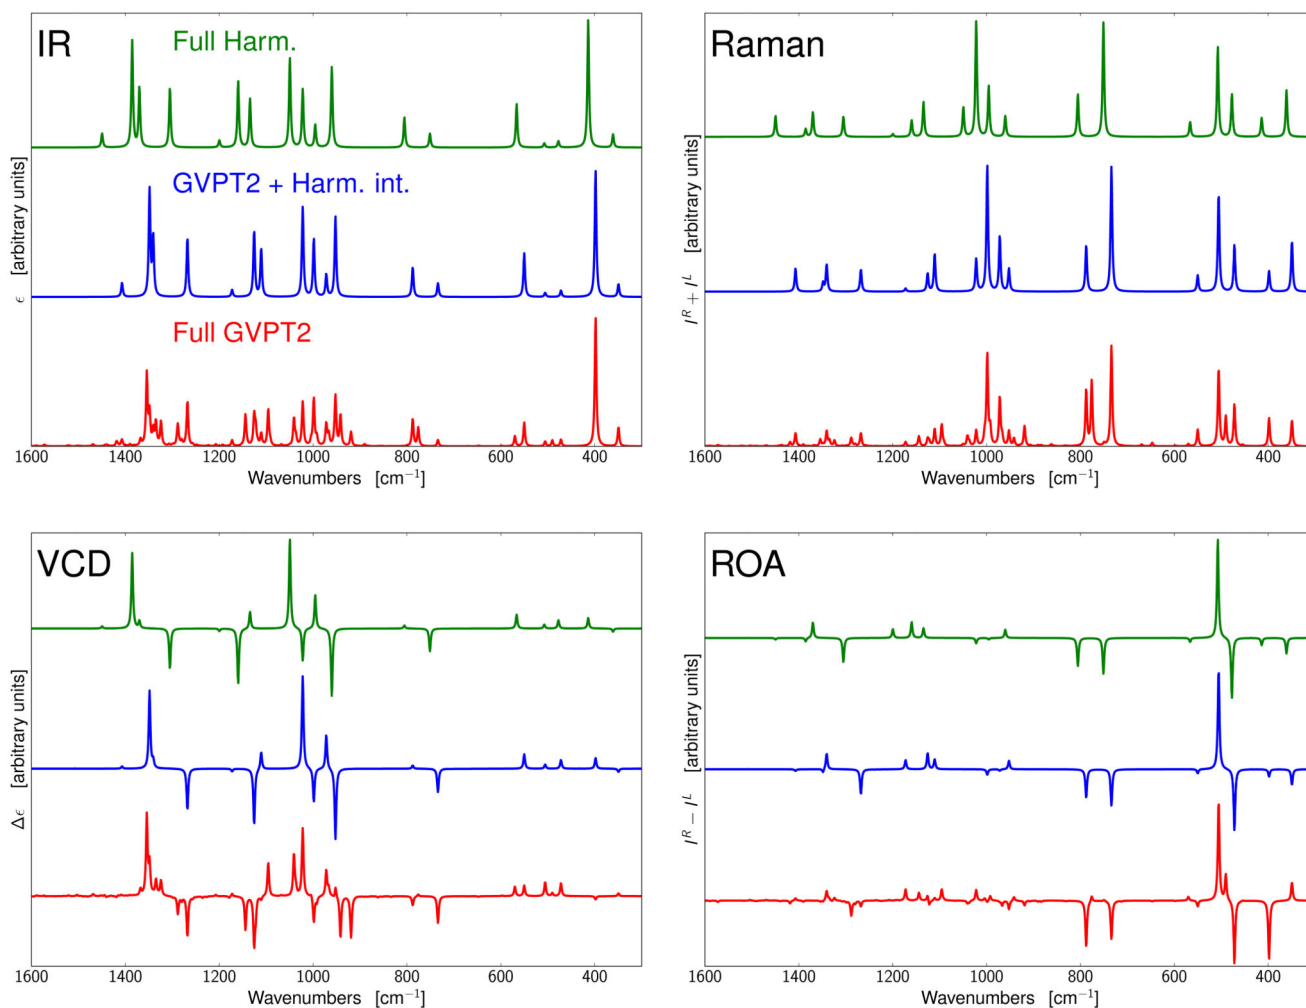 IR
Full Harm.
GVPT2 + Harm. int.
Full GVPT2
ϵ [arbitrary units]
1600 1400 1200 1000 800 600 400
Wavenumbers [cm⁻¹]
Raman
I^R + I^L [arbitrary units]
1600 1400 1200 1000 800 600 400
Wavenumbers [cm⁻¹]
VCD
Δϵ [arbitrary units]
1600 1400 1200 1000 800 600 400
Wavenumbers [cm⁻¹]
ROA
I^R − I^L [arbitrary units]
1600 1400 1200 1000 800 600 400
Wavenumbers [cm⁻¹]